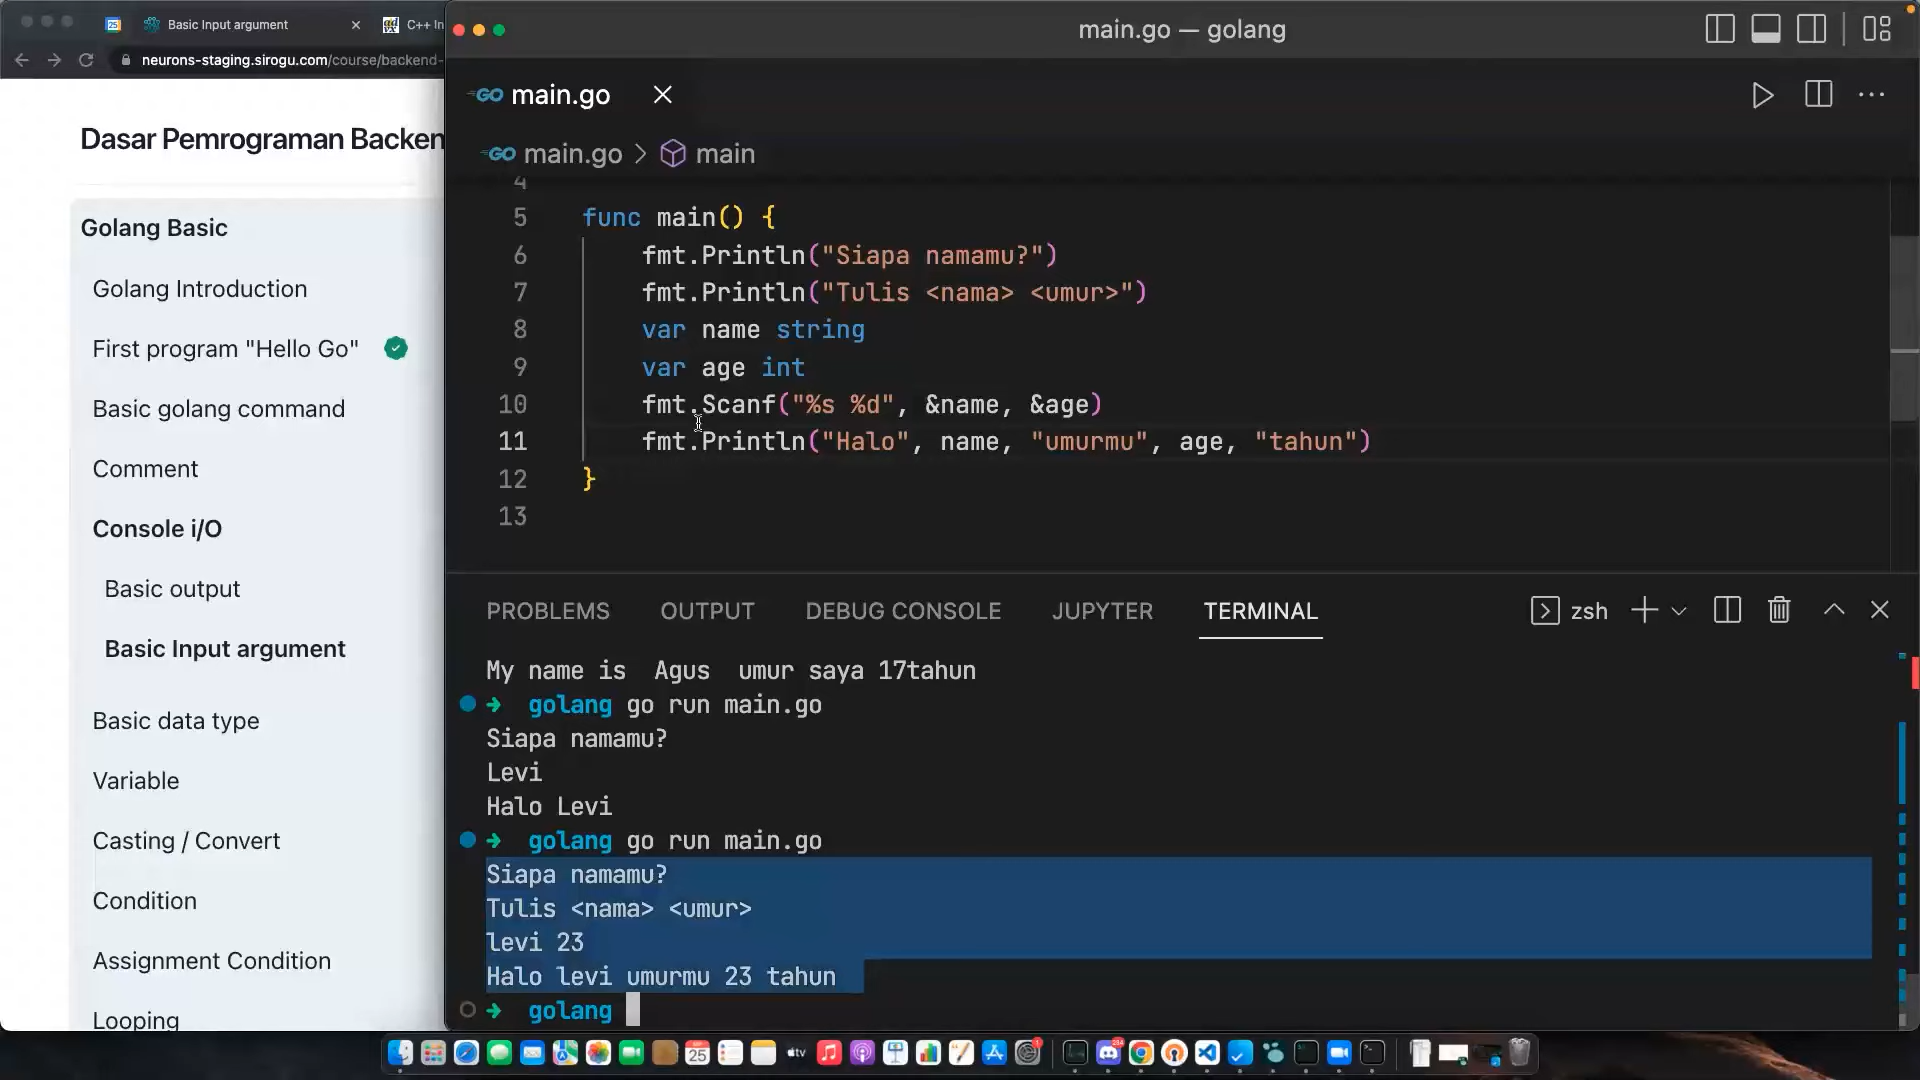 25
Basic Input argument
C++ In
neurons-staging.sirogu.com/course/backend-
Dasar Pemrograman Backen
Golang Basic
Golang Introduction
First program "Hello Go"
Basic golang command
Comment
Console i/O
Basic output
Basic Input argument
Basic data type
Variable
Casting / Convert
Condition
Assignment Condition
Looping
main.go — golang
GO main.go
GO main.go > main
4
5 func main() {
6 fmt.Println("Siapa namamu?")
7 fmt.Println("Tulis <nama> <umur>")
8 var name string
9 var age int
10 fmt.Scanf("%s %d", &name, &age)
11 fmt.Println("Halo", name, "umurmu", age, "tahun")
12 }
13
PROBLEMS OUTPUT DEBUG CONSOLE JUPYTER TERMINAL zsh
My name is  Agus  umur saya 17tahun
➜  golang go run main.go
Siapa namamu?
Levi
Halo Levi
➜  golang go run main.go
Siapa namamu?
Tulis <nama> <umur>
levi 23
Halo levi umurmu 23 tahun
➜  golang
25
tv